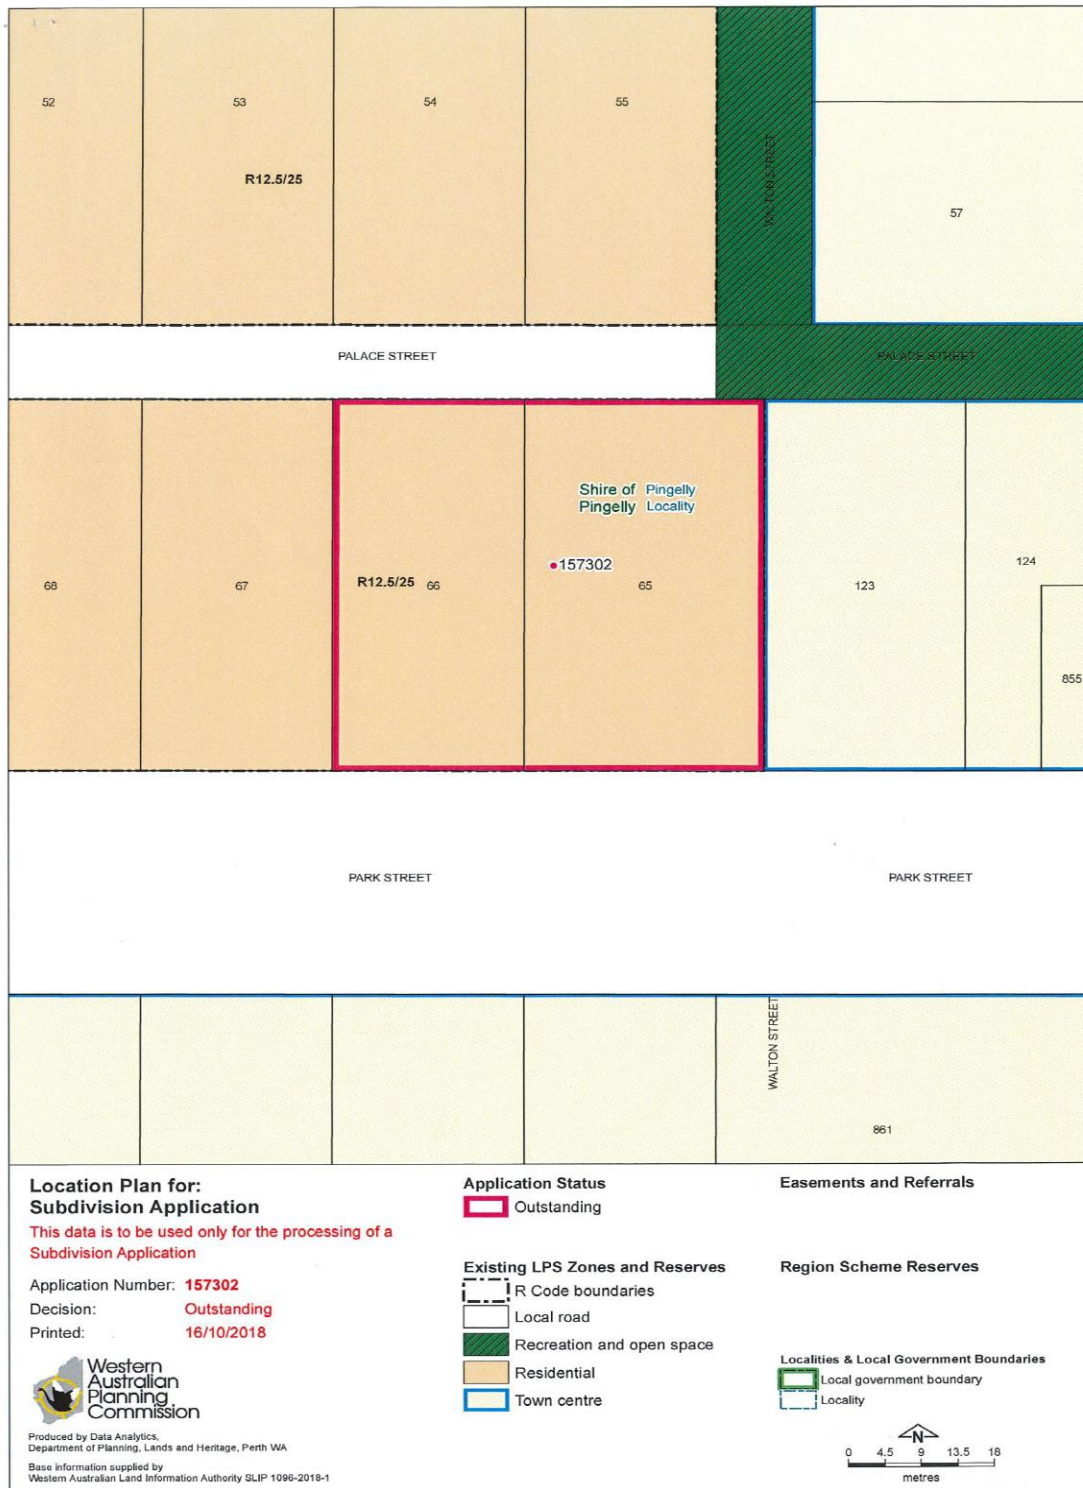 52
53
54
55
R12.5/25
WALTON STREET
57
PALACE STREET
PALACE STREET
Shire of
Pingelly
Pingelly
Locality
157302
68
67
R12.5/25
66
65
123
124
855
PARK STREET
PARK STREET
WALTON STREET
861
Location Plan for:
Subdivision Application
This data is to be used only for the processing of a
Subdivision Application
Application Number: 157302
Decision: Outstanding
Printed: 16/10/2018
Western
Australian
Planning
Commission
Produced by Data Analytics,
Department of Planning, Lands and Heritage, Perth WA
Base information supplied by
Western Australian Land Information Authority SLIP 1096-2018-1
Application Status
Outstanding
Existing LPS Zones and Reserves
R Code boundaries
Local road
Recreation and open space
Residential
Town centre
Easements and Referrals
Region Scheme Reserves
Localities & Local Government Boundaries
Local government boundary
Locality
N
0 4.5 9 13.5 18
metres